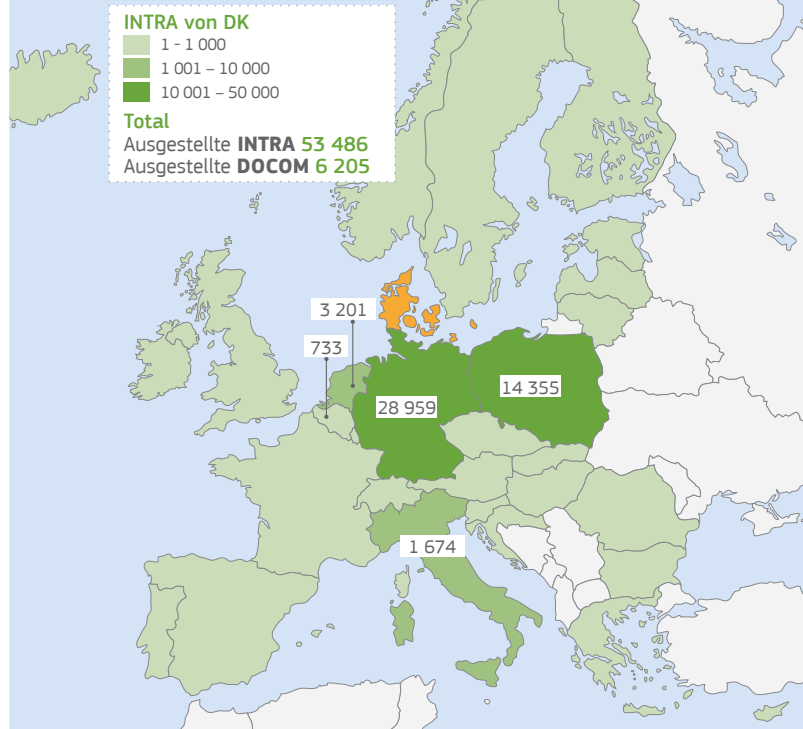 INTRA von DK
1 - 1 000
1 001 – 10 000
10 001 – 50 000
Total
Ausgestellte INTRA 53 486
Ausgestellte DOCOM 6 205
3 201
733
28 959
14 355
1 674